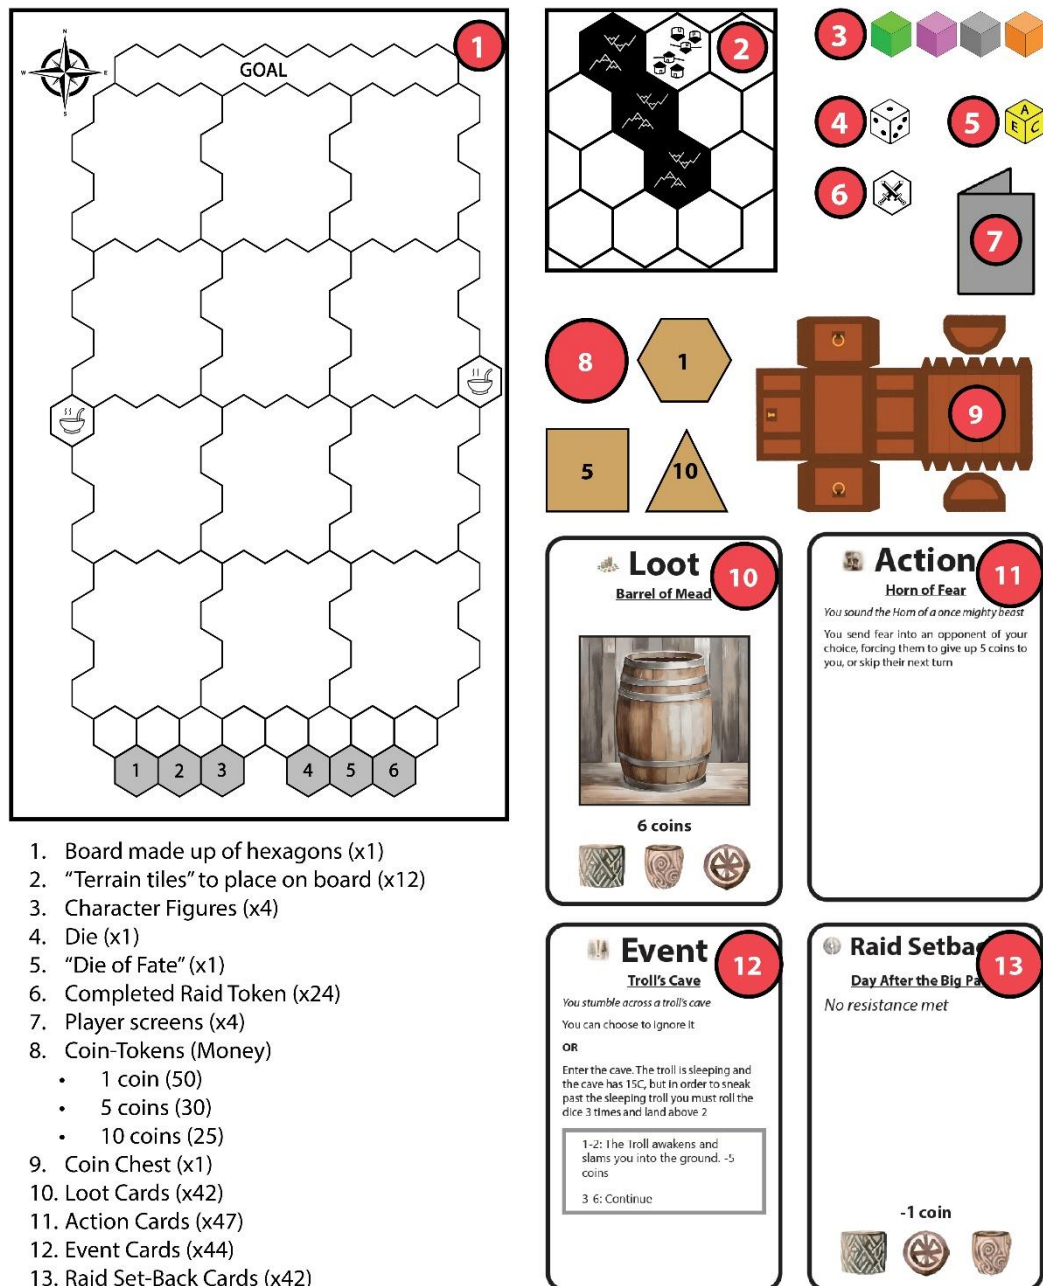 1
N
W E
S
GOAL
1 2 3 4 5 6
2
3
4
5
A
E C
6
7
8
1
5
10
9
Loot
10
Barrel of Mead
6 coins
Action
11
Horn of Fear
You sound the Horn of a once mighty beast
You send fear into an opponent of your
choice, forcing them to give up 5 coins to
you, or skip their next turn
Event
12
Troll's Cave
You stumble across a troll's cave
You can choose to ignore it
OR
Enter the cave. The troll is sleeping and
the cave has 15C, but in order to sneak
past the sleeping troll you must roll the
dice 3 times and land above 2
1-2: The Troll awakens and
slams you into the ground. -5
coins
3-6: Continue
Raid Setba
13
Day After the Big Pa
No resistance met
-1 coin
1. Board made up of hexagons (x1)
2. "Terrain tiles" to place on board (x12)
3. Character Figures (x4)
4. Die (x1)
5. "Die of Fate" (x1)
6. Completed Raid Token (x24)
7. Player screens (x4)
8. Coin-Tokens (Money)
• 1 coin (50)
• 5 coins (30)
• 10 coins (25)
9. Coin Chest (x1)
10. Loot Cards (x42)
11. Action Cards (x47)
12. Event Cards (x44)
13. Raid Set-Back Cards (x42)